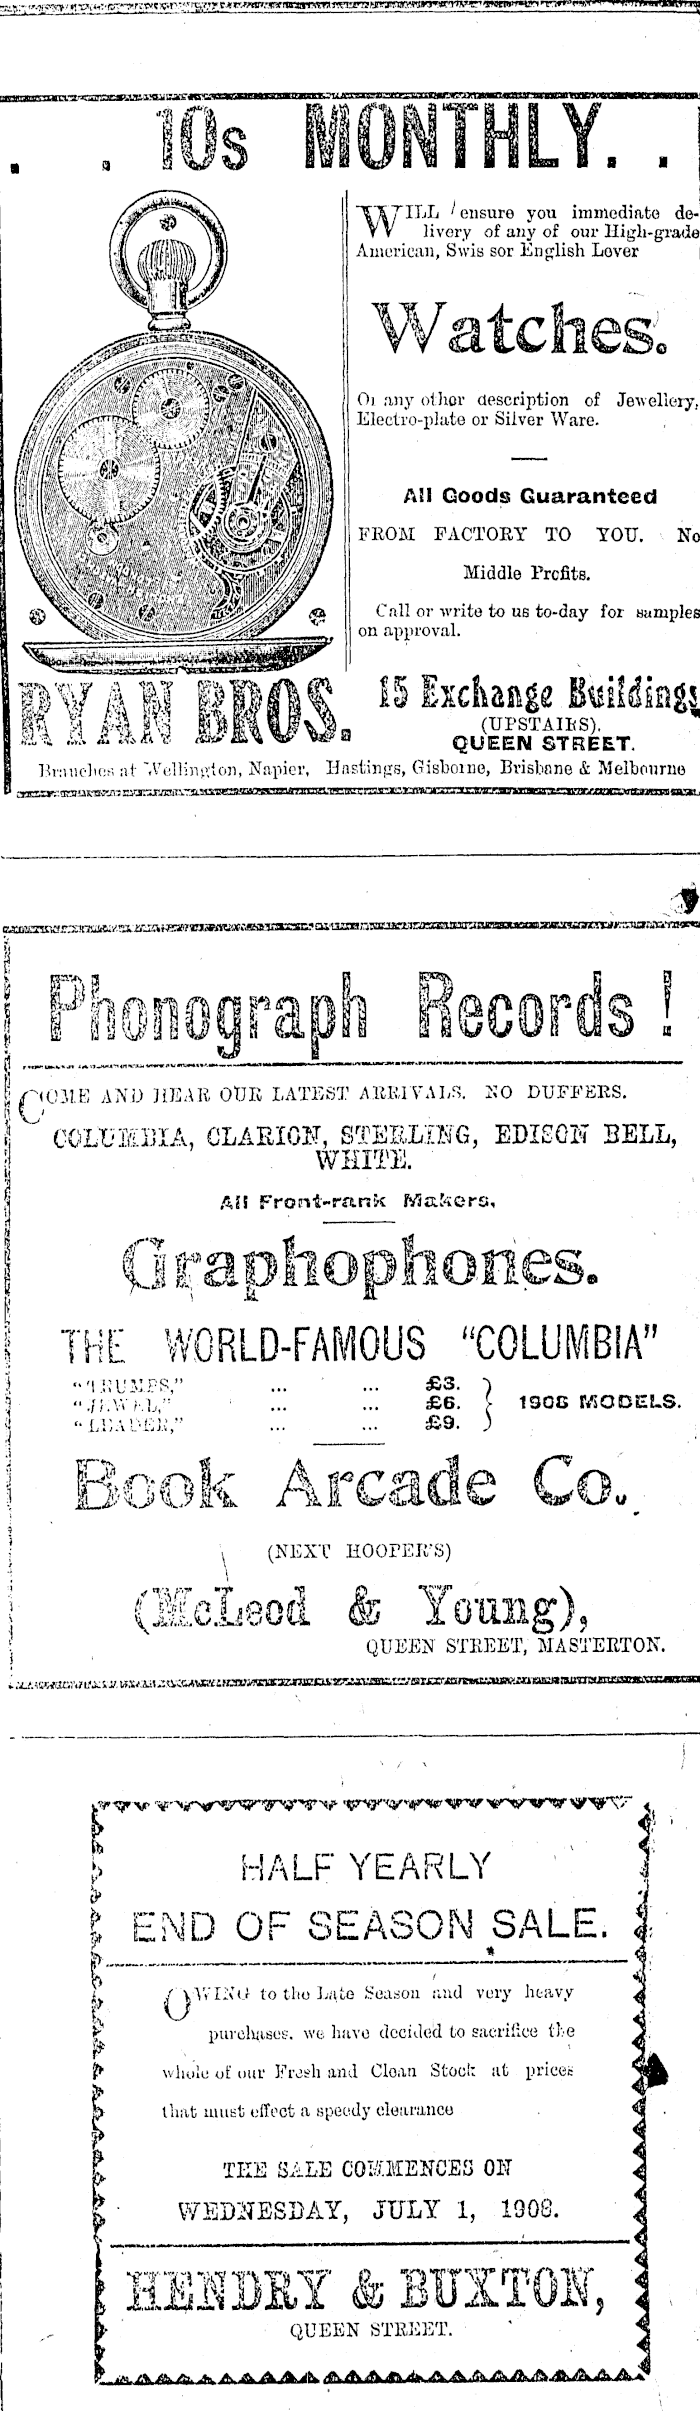 . . 10s MONTHLY. .
WILL ensure you immediate de-
livery of any of our High-grade
American, Swis sor English Lever
Watches.
Or any other description of Jewellery,
Electro-plate or Silver Ware.
All Goods Guaranteed
FROM FACTORY TO YOU. No
Middle Profits.
Call or write to us to-day for samples
on approval.
RYAN BROS.
15 Exchange Buildings
(UPSTAIRS).
QUEEN STREET.
Branches at Wellington, Napier, Hastings, Gisborne, Brisbane & Melbourne
Phonograph Records!
COME AND HEAR OUR LATEST ARRIVALS. NO DUFFERS.
COLUMBIA, CLARION, STERLING, EDISON BELL,
WHITE.
All Front-rank Makers.
Graphophones.
THE WORLD-FAMOUS "COLUMBIA"
"TRUMPS," ... ... £3.
"JEWEL," ... ... £6. } 1908 MODELS.
"LEADER," ... ... £9.
Book Arcade Co.
(NEXT HOOPER'S)
(McLeod & Young),
QUEEN STREET, MASTERTON.
HALF YEARLY
END OF SEASON SALE.
OWING to the Late Season and very heavy
purchases, we have decided to sacrifice the
whole of our Fresh and Clean Stock at prices
that must effect a speedy clearance
THE SALE COMMENCES ON
WEDNESDAY, JULY 1, 1908.
HENDRY & BUXTON,
QUEEN STREET.